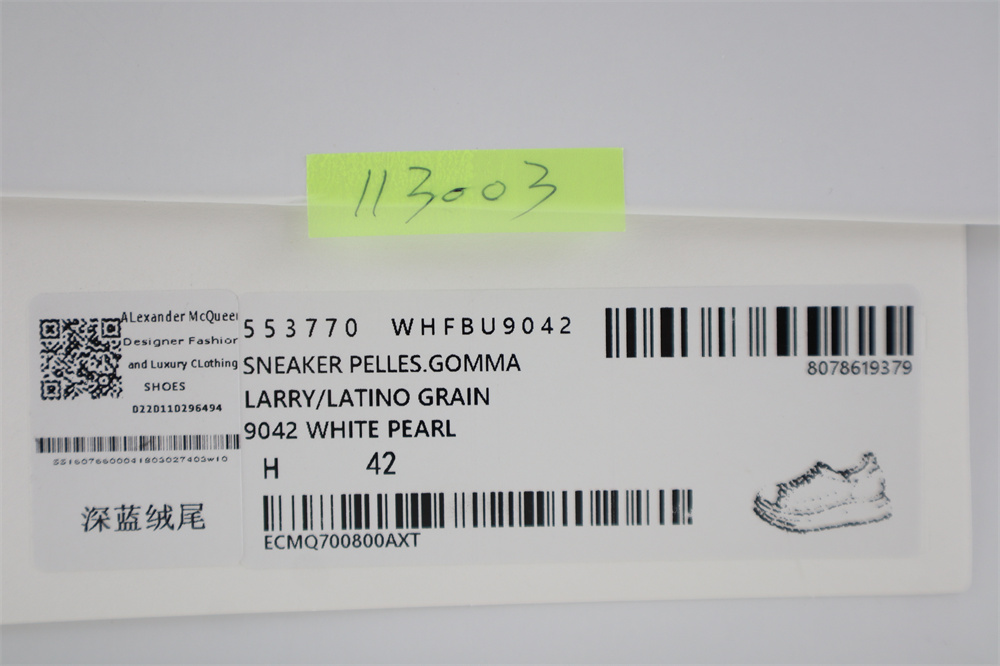 113003
ALexander McQueen
Designer Fashion
and Luxury CLothing
SHOES
0220110296494
深蓝绒尾
553770 WHFBU9042
SNEAKER PELLES.GOMMA
LARRY/LATINO GRAIN
9042 WHITE PEARL
H 42
ECMQ700800AXT
8078619379